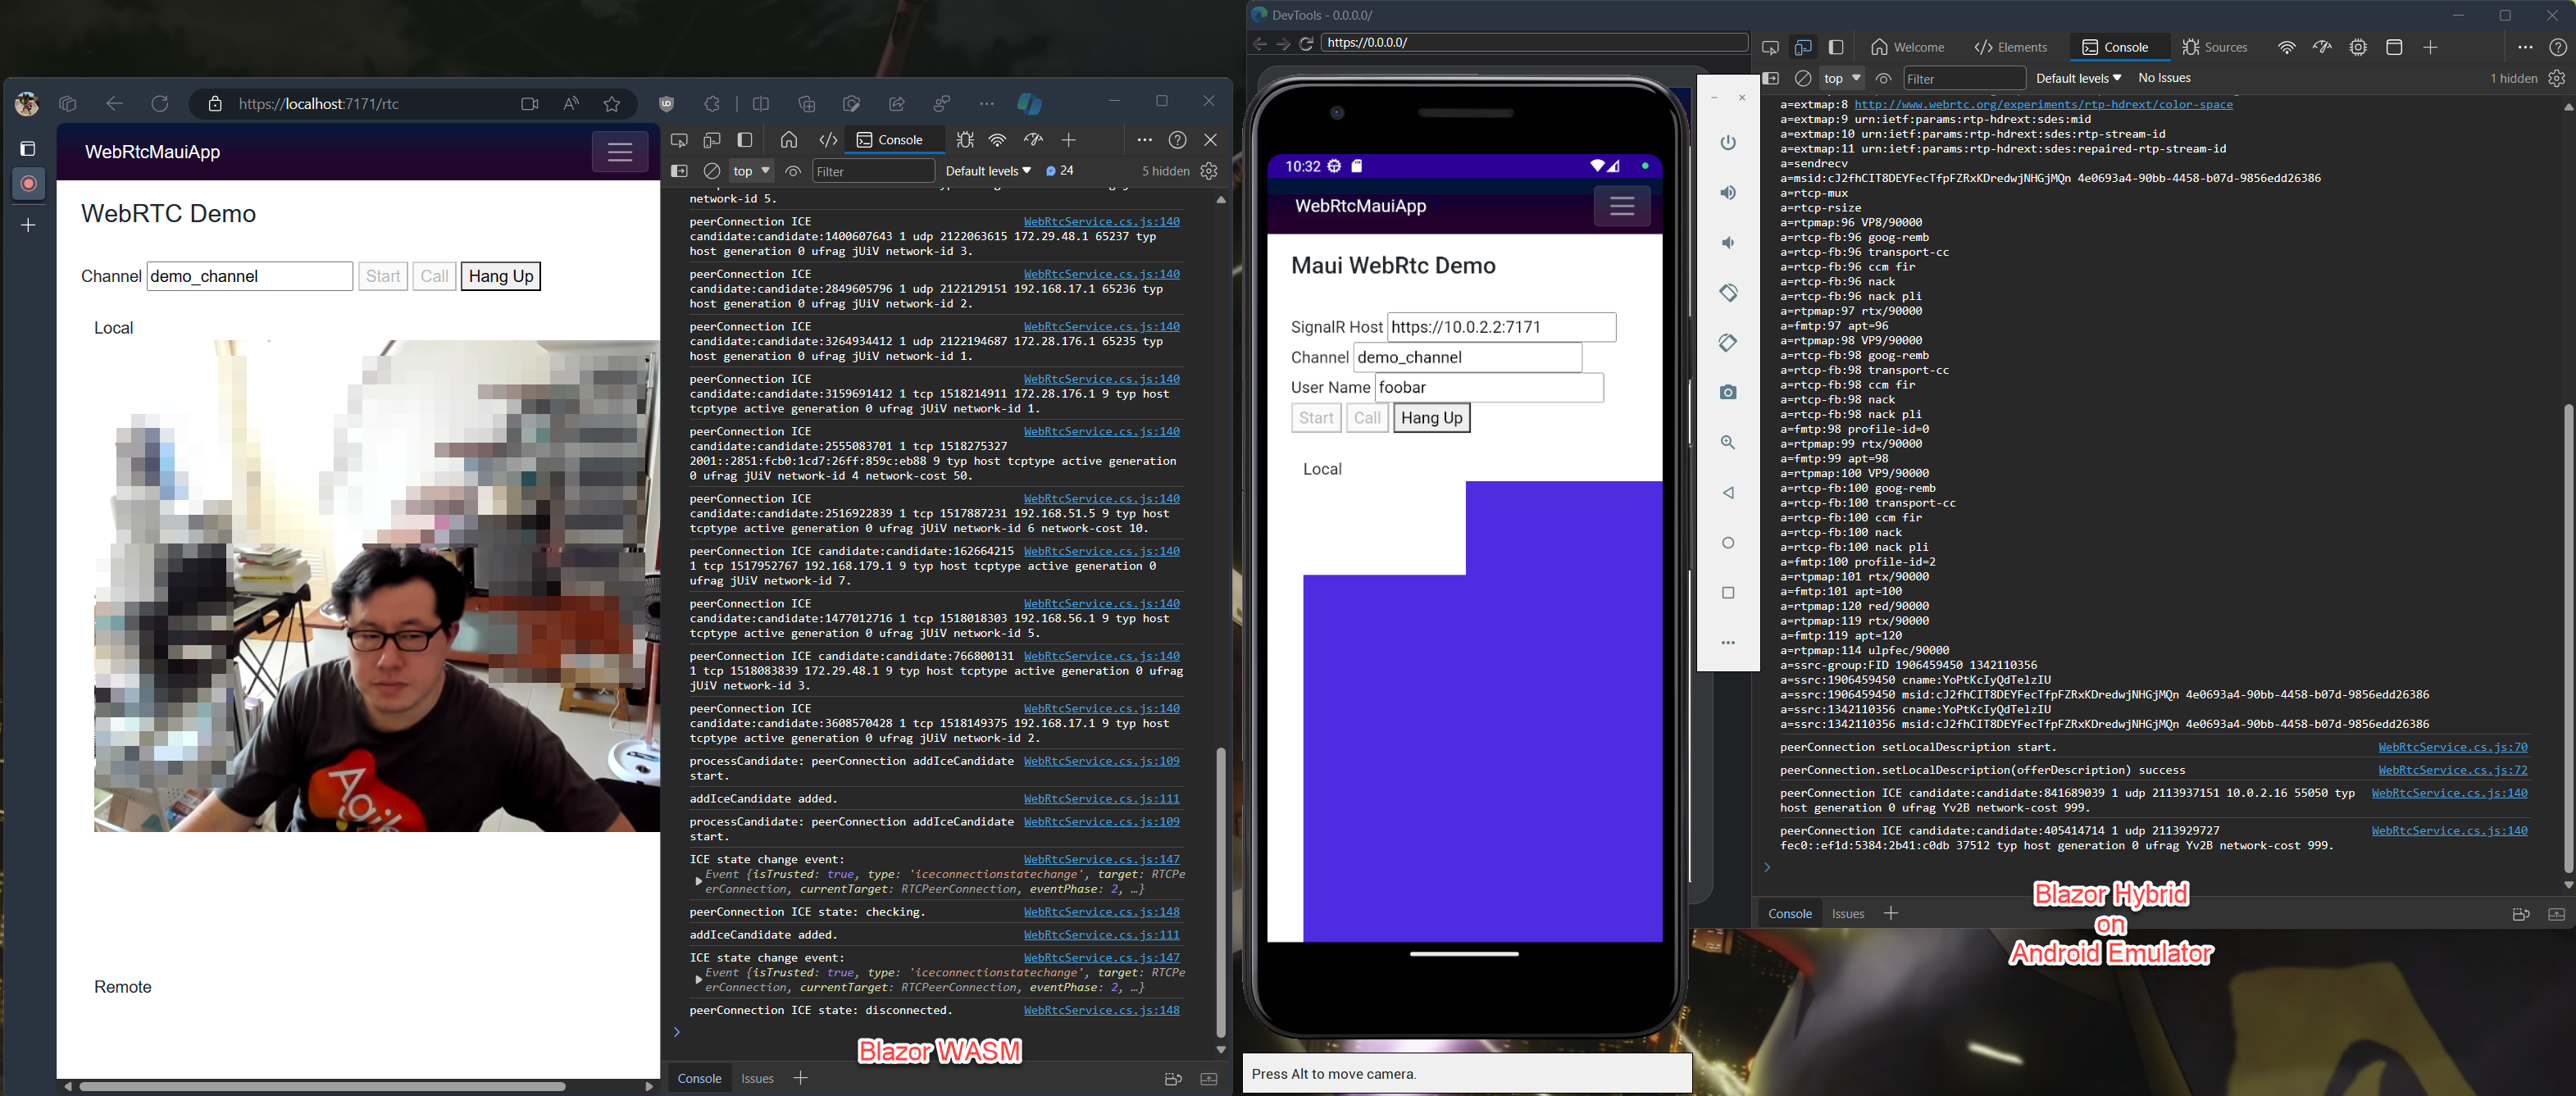 https://localhost:7171/rtc
WebRtcMauiApp
WebRTC Demo
Channel demo_channel Start Call Hang Up
Local
Agile
Remote
Console
top Filter Default levels 24 5 hidden
network-id 5.
peerConnection ICE WebRtcService.cs.js:140
candidate:candidate:1400607643 1 udp 2122063615 172.29.48.1 65237 typ
host generation 0 ufrag jUiV network-id 3.
peerConnection ICE WebRtcService.cs.js:140
candidate:candidate:2849605796 1 udp 2122129151 192.168.17.1 65236 typ
host generation 0 ufrag jUiV network-id 2.
peerConnection ICE WebRtcService.cs.js:140
candidate:candidate:3264934412 1 udp 2122194687 172.28.176.1 65235 typ
host generation 0 ufrag jUiV network-id 1.
peerConnection ICE WebRtcService.cs.js:140
candidate:candidate:3159691412 1 tcp 1518214911 172.28.176.1 9 typ host
tcptype active generation 0 ufrag jUiV network-id 1.
peerConnection ICE WebRtcService.cs.js:140
candidate:candidate:2555083701 1 tcp 1518275327
2001::2851:fcb0:1cd7:26ff:859c:eb88 9 typ host tcptype active generation
0 ufrag jUiV network-id 4 network-cost 50.
peerConnection ICE WebRtcService.cs.js:140
candidate:candidate:2516922839 1 tcp 1517887231 192.168.51.5 9 typ host
tcptype active generation 0 ufrag jUiV network-id 6 network-cost 10.
peerConnection ICE candidate:candidate:162664215 WebRtcService.cs.js:140
1 tcp 1517952767 192.168.179.1 9 typ host tcptype active generation 0
ufrag jUiV network-id 7.
peerConnection ICE WebRtcService.cs.js:140
candidate:candidate:1477012716 1 tcp 1518018303 192.168.56.1 9 typ host
tcptype active generation 0 ufrag jUiV network-id 5.
peerConnection ICE candidate:candidate:766800131 WebRtcService.cs.js:140
1 tcp 1518083839 172.29.48.1 9 typ host tcptype active generation 0 ufrag
jUiV network-id 3.
peerConnection ICE WebRtcService.cs.js:140
candidate:candidate:3608570428 1 tcp 1518149375 192.168.17.1 9 typ host
tcptype active generation 0 ufrag jUiV network-id 2.
processCandidate: peerConnection addIceCandidate WebRtcService.cs.js:109
start.
addIceCandidate added. WebRtcService.cs.js:111
processCandidate: peerConnection addIceCandidate WebRtcService.cs.js:109
start.
ICE state change event: WebRtcService.cs.js:147
Event {isTrusted: true, type: 'iceconnectionstatechange', target: RTCPe
erConnection, currentTarget: RTCPeerConnection, eventPhase: 2, …}
peerConnection ICE state: checking. WebRtcService.cs.js:148
addIceCandidate added. WebRtcService.cs.js:111
ICE state change event: WebRtcService.cs.js:147
Event {isTrusted: true, type: 'iceconnectionstatechange', target: RTCPe
erConnection, currentTarget: RTCPeerConnection, eventPhase: 2, …}
peerConnection ICE state: disconnected. WebRtcService.cs.js:148
Blazor WASM
Console Issues
DevTools - 0.0.0.0/
https://0.0.0.0/
10:32
WebRtcMauiApp
Maui WebRtc Demo
SignalR Host https://10.0.2.2:7171
Channel demo_channel
User Name foobar
Start Call Hang Up
Local
Press Alt to move camera.
Welcome Elements Console Sources
top Filter Default levels No Issues 1 hidden
a=extmap:8 http://www.webrtc.org/experiments/rtp-hdrext/color-space
a=extmap:9 urn:ietf:params:rtp-hdrext:sdes:mid
a=extmap:10 urn:ietf:params:rtp-hdrext:sdes:rtp-stream-id
a=extmap:11 urn:ietf:params:rtp-hdrext:sdes:repaired-rtp-stream-id
a=sendrecv
a=msid:cJ2fhCIT8DEYFecTfpFZRxKDredwjNHGjMQn 4e0693a4-90bb-4458-b07d-9856edd26386
a=rtcp-mux
a=rtcp-rsize
a=rtpmap:96 VP8/90000
a=rtcp-fb:96 goog-remb
a=rtcp-fb:96 transport-cc
a=rtcp-fb:96 ccm fir
a=rtcp-fb:96 nack
a=rtcp-fb:96 nack pli
a=rtpmap:97 rtx/90000
a=fmtp:97 apt=96
a=rtpmap:98 VP9/90000
a=rtcp-fb:98 goog-remb
a=rtcp-fb:98 transport-cc
a=rtcp-fb:98 ccm fir
a=rtcp-fb:98 nack
a=rtcp-fb:98 nack pli
a=fmtp:98 profile-id=0
a=rtpmap:99 rtx/90000
a=fmtp:99 apt=98
a=rtpmap:100 VP9/90000
a=rtcp-fb:100 goog-remb
a=rtcp-fb:100 transport-cc
a=rtcp-fb:100 ccm fir
a=rtcp-fb:100 nack
a=rtcp-fb:100 nack pli
a=fmtp:100 profile-id=2
a=rtpmap:101 rtx/90000
a=fmtp:101 apt=100
a=rtpmap:120 red/90000
a=rtpmap:119 rtx/90000
a=fmtp:119 apt=120
a=rtpmap:114 ulpfec/90000
a=ssrc-group:FID 1906459450 1342110356
a=ssrc:1906459450 cname:YoPtKcIyQdTelzIU
a=ssrc:1906459450 msid:cJ2fhCIT8DEYFecTfpFZRxKDredwjNHGjMQn 4e0693a4-90bb-4458-b07d-9856edd26386
a=ssrc:1342110356 cname:YoPtKcIyQdTelzIU
a=ssrc:1342110356 msid:cJ2fhCIT8DEYFecTfpFZRxKDredwjNHGjMQn 4e0693a4-90bb-4458-b07d-9856edd26386
peerConnection setLocalDescription start. WebRtcService.cs.js:70
peerConnection.setLocalDescription(offerDescription) success WebRtcService.cs.js:72
peerConnection ICE candidate:candidate:841689039 1 udp 2113937151 10.0.2.16 55050 typ WebRtcService.cs.js:140
host generation 0 ufrag Yv2B network-cost 999.
peerConnection ICE candidate:candidate:405414714 1 udp 2113929727 WebRtcService.cs.js:140
fec0::ef1d:5384:2b41:c0db 37512 typ host generation 0 ufrag Yv2B network-cost 999.
Blazor Hybrid
on
Android Emulator
Console Issues